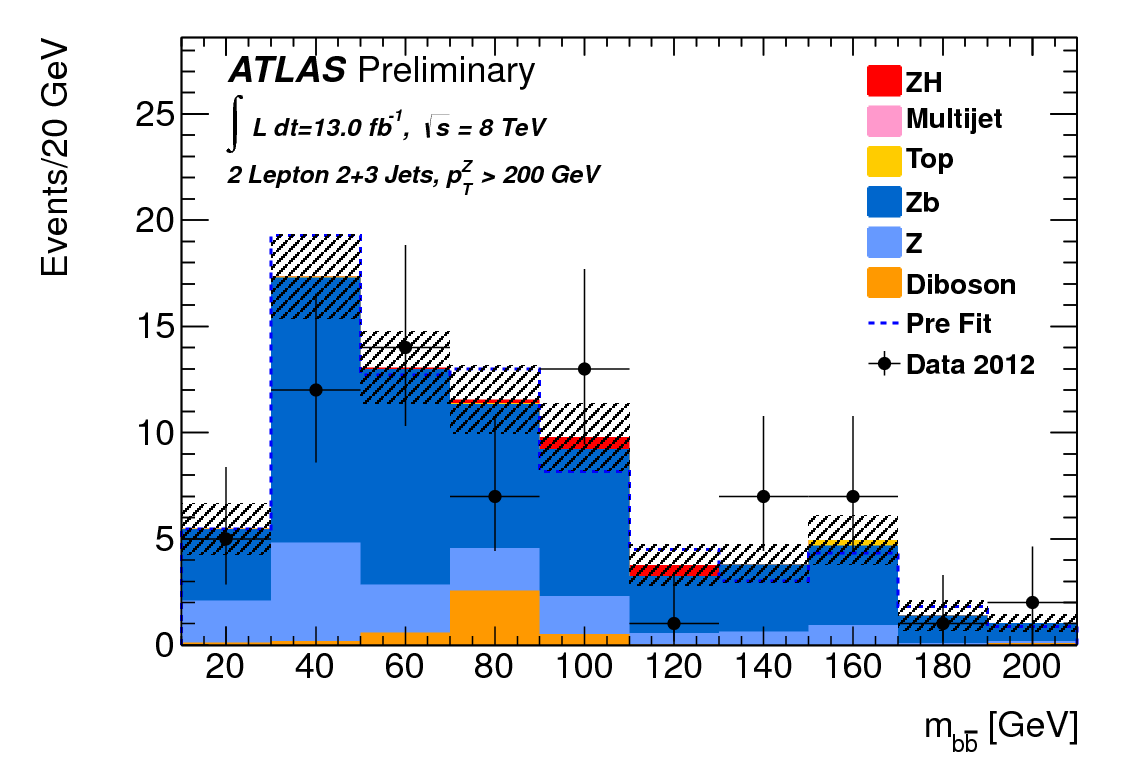 ATLAS Preliminary
∫ L dt=13.0 fb⁻¹, √s = 8 TeV
2 Lepton 2+3 Jets, p_T^Z > 200 GeV
ZH
Multijet
Top
Zb
Z
Diboson
Pre Fit
Data 2012
Events/20 GeV
25
20
15
10
5
0
20 40 60 80 100 120 140 160 180 200
m_bb̅ [GeV]